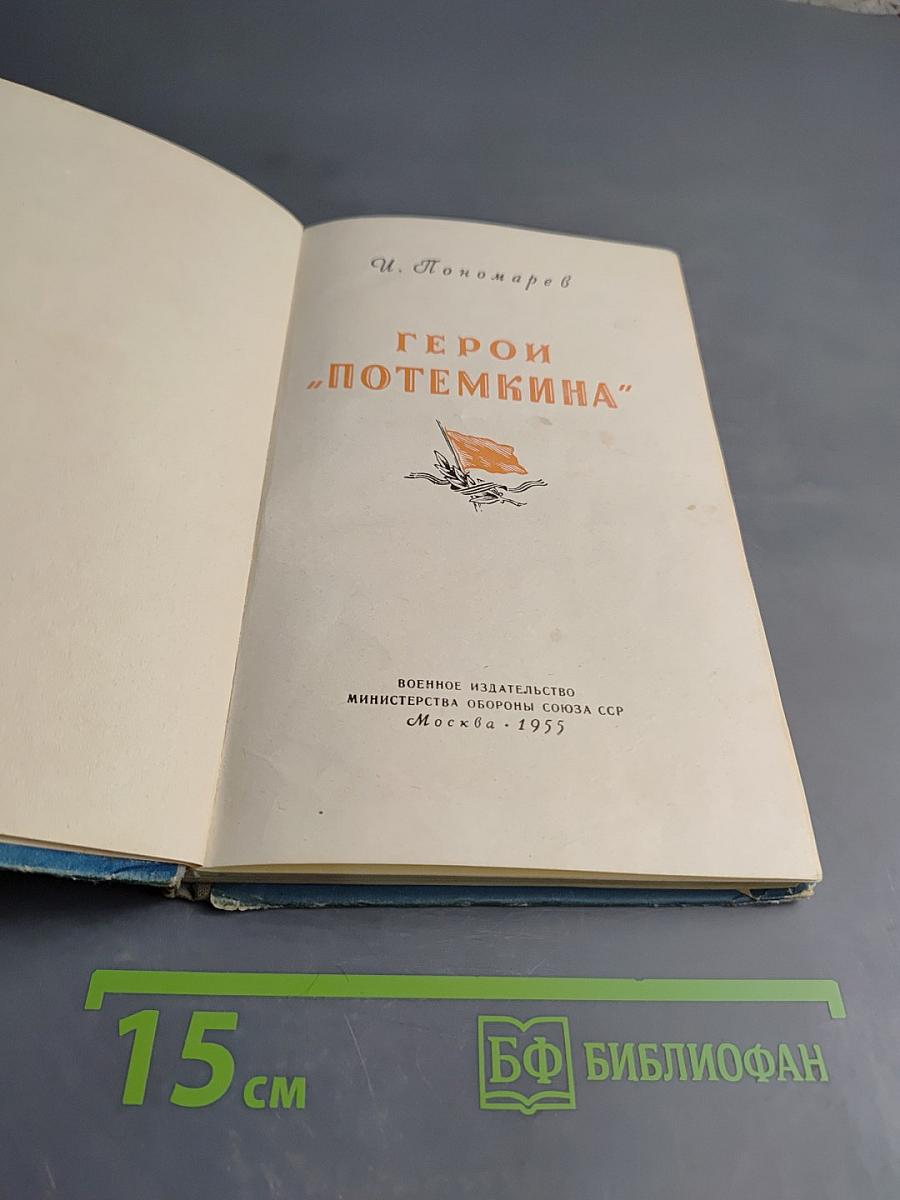 И. Пономарев
ГЕРОИ
„ПОТЕМКИНА“
ВОЕННОЕ ИЗДАТЕЛЬСТВО
МИНИСТЕРСТВА ОБОРОНЫ СОЮЗА ССР
Москва • 1955
15 см
БФ БИБЛИОФАН